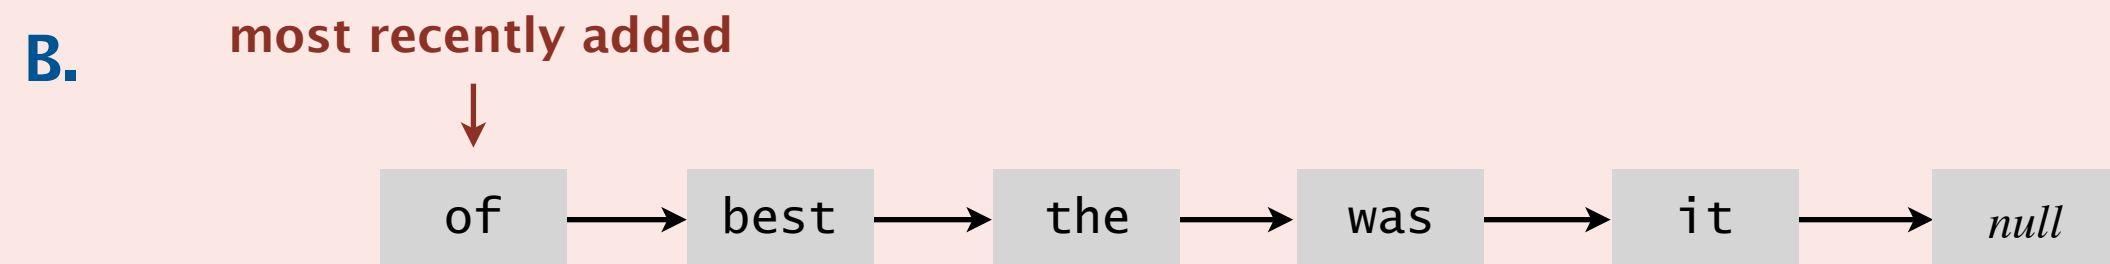 B.
most recently added
of best the was it null